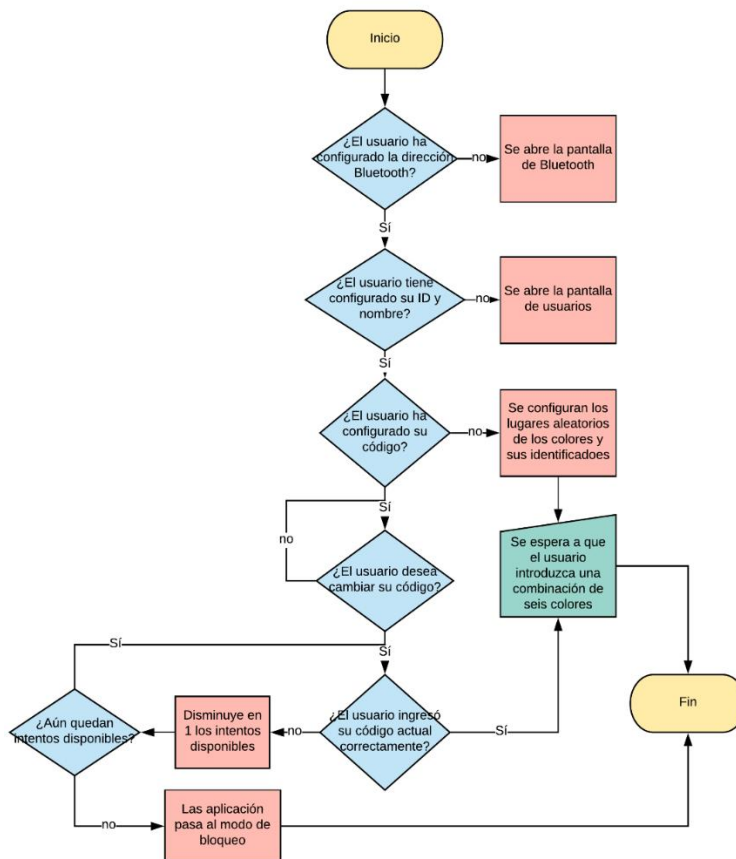 Inicio
¿El usuario ha
configurado la dirección
Bluetooth?
no
Se abre la pantalla
de Bluetooth
Sí
¿El usuario tiene
configurado su ID y
nombre?
no
Se abre la pantalla
de usuarios
Sí
¿El usuario ha
configurado su
código?
no
Se configuran los
lugares aleatorios
de los colores y
sus identificadoes
Sí
no
¿El usuario desea
cambiar su código?
Se espera a que
el usuario
introduzca una
combinación de
seis colores
Sí
Sí
¿Aún quedan
intentos disponibles?
Disminuye en
1 los intentos
disponibles
no
¿El usuario ingresó
su código actual
correctamente?
Sí
Fin
no
Las aplicación
pasa al modo de
bloqueo